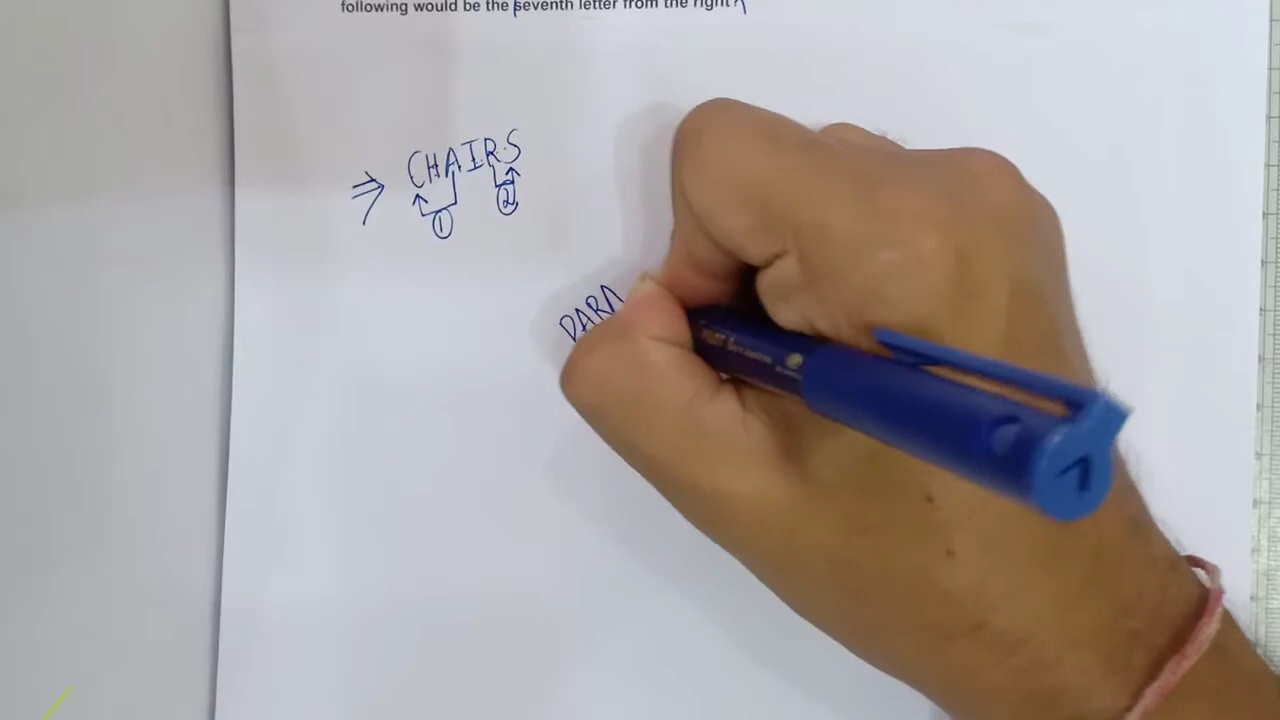 following would be the seventh letter from the right?
⇒ CHAIRS
① ②
PARA